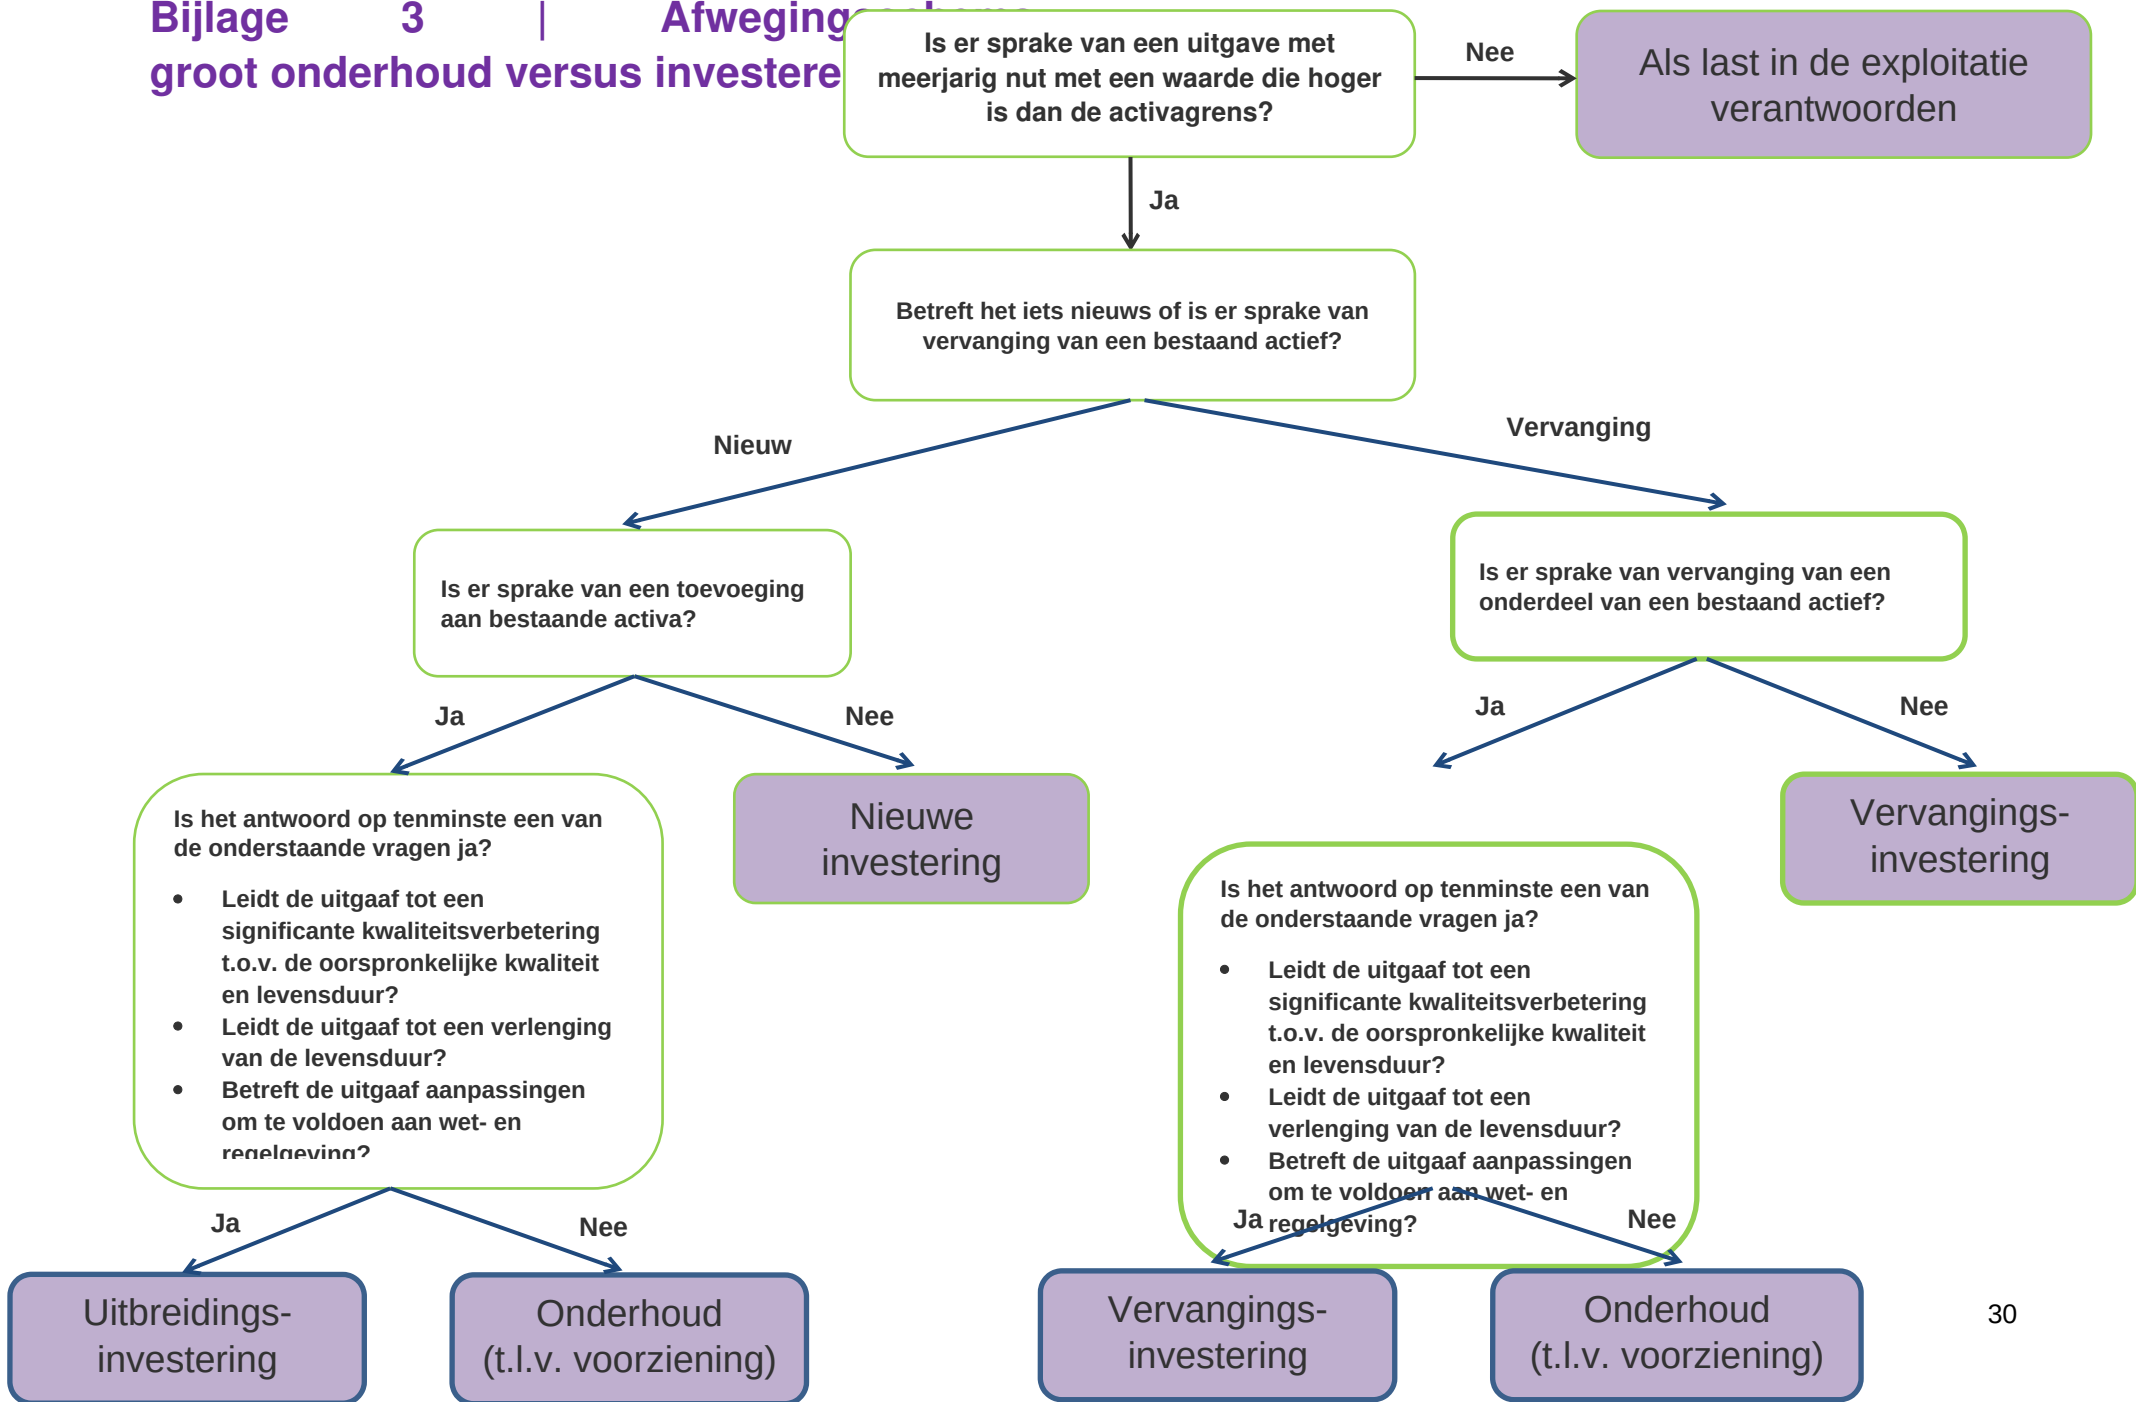 Bijlage 3 |
groot onderhoud versus
Is er sprake van een uitgave met
meerjarig nut met een waarde die hoger
is dan de activagrens?
Nee
Als last in de exploitatie
verantwoorden
Ja
Betreft het iets nieuws of is er sprake van
vervanging van een bestaand actief?
Nieuw
Vervanging
Is er sprake van een toevoeging
aan bestaande activa?
Is er sprake van vervanging van een
onderdeel van een bestaand actief?
Ja
Nee
Ja
Nee
Is het antwoord op tenminste een van
de onderstaande vragen ja?
• Leidt de uitgaaf tot een
significante kwaliteitsverbetering
t.o.v. de oorspronkelijke kwaliteit
en levensduur?
• Leidt de uitgaaf tot een verlenging
van de levensduur?
• Betreft de uitgaaf aanpassingen
om te voldoen aan wet- en
regelgeving?
Nieuwe
investering
Is het antwoord op tenminste een van
de onderstaande vragen ja?
• Leidt de uitgaaf tot een
significante kwaliteitsverbetering
t.o.v. de oorspronkelijke kwaliteit
en levensduur?
• Leidt de uitgaaf tot een
verlenging van de levensduur?
• Betreft de uitgaaf aanpassingen
om te voldoen aan wet- en
regelgeving?
Vervangings-
investering
Ja
Nee
Ja
Nee
Uitbreidings-
investering
Onderhoud
(t.l.v. voorziening)
Vervangings-
investering
Onderhoud
(t.l.v. voorziening)
30